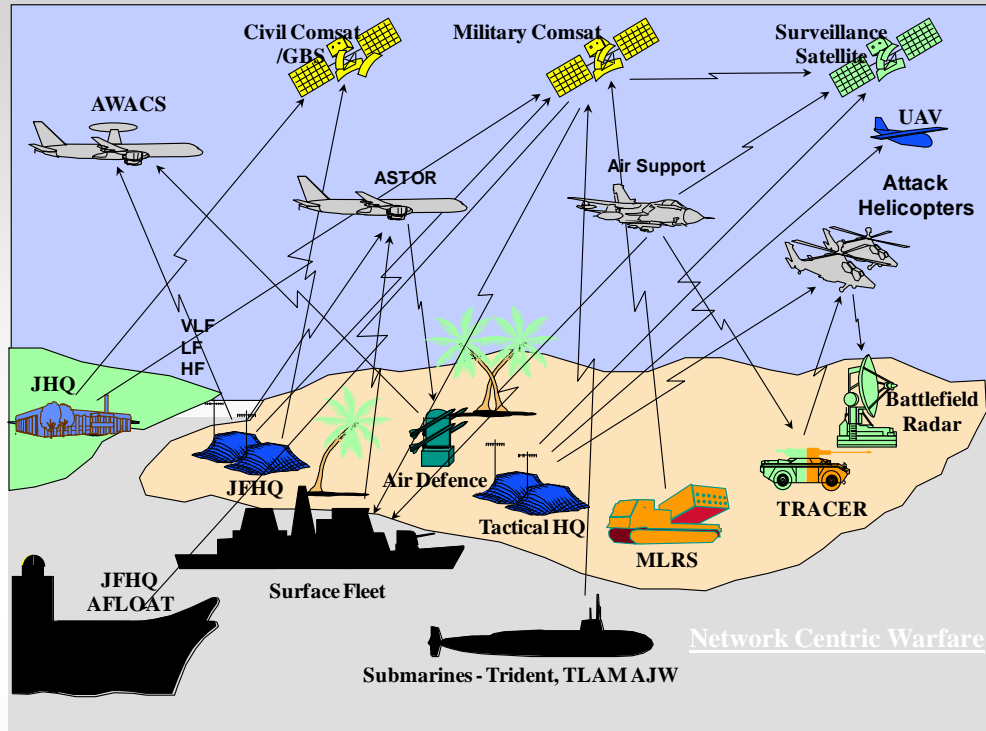 Civil Comsat
/GBS
Military Comsat
Surveillance
Satellite
AWACS
UAV
ASTOR
Air Support
Attack
Helicopters
VLF
LF
HF
JHQ
Battlefield
Radar
JFHQ
Air Defence
Tactical HQ
TRACER
MLRS
JFHQ
AFLOAT
Surface Fleet
Network Centric Warfare
Submarines - Trident, TLAM AJW